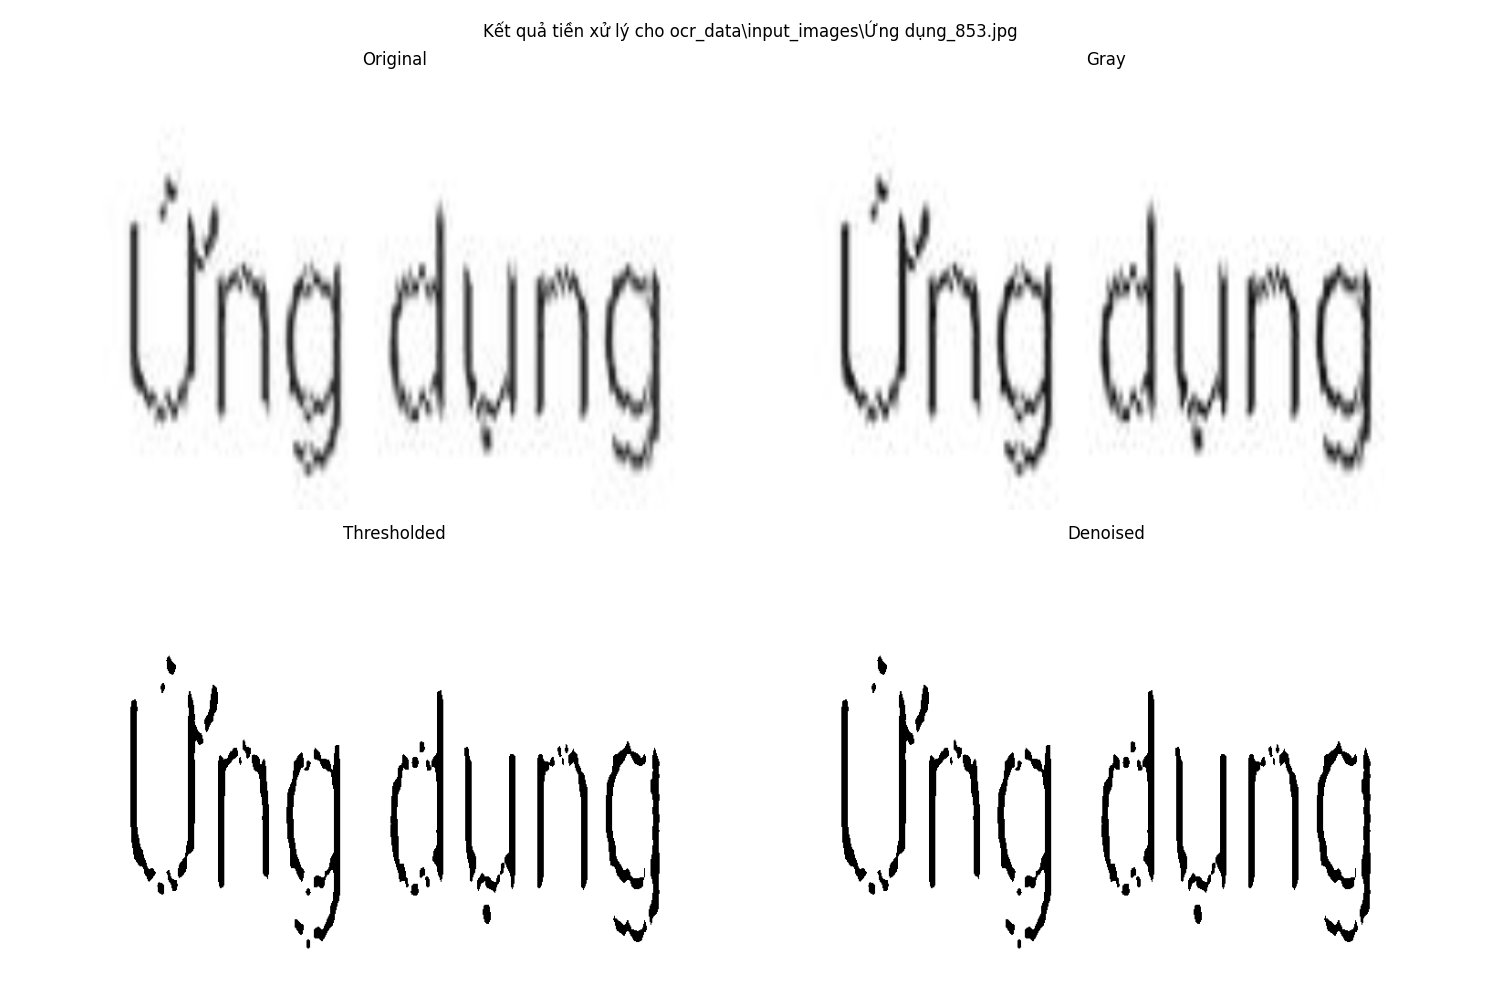 Kết quả tiền xử lý cho ocr_data\input_images\Ứng dụng_853.jpg
Original
Gray
Ứng dụng
Ứng dụng
Thresholded
Denoised
Ứng dụng
Ứng dụng